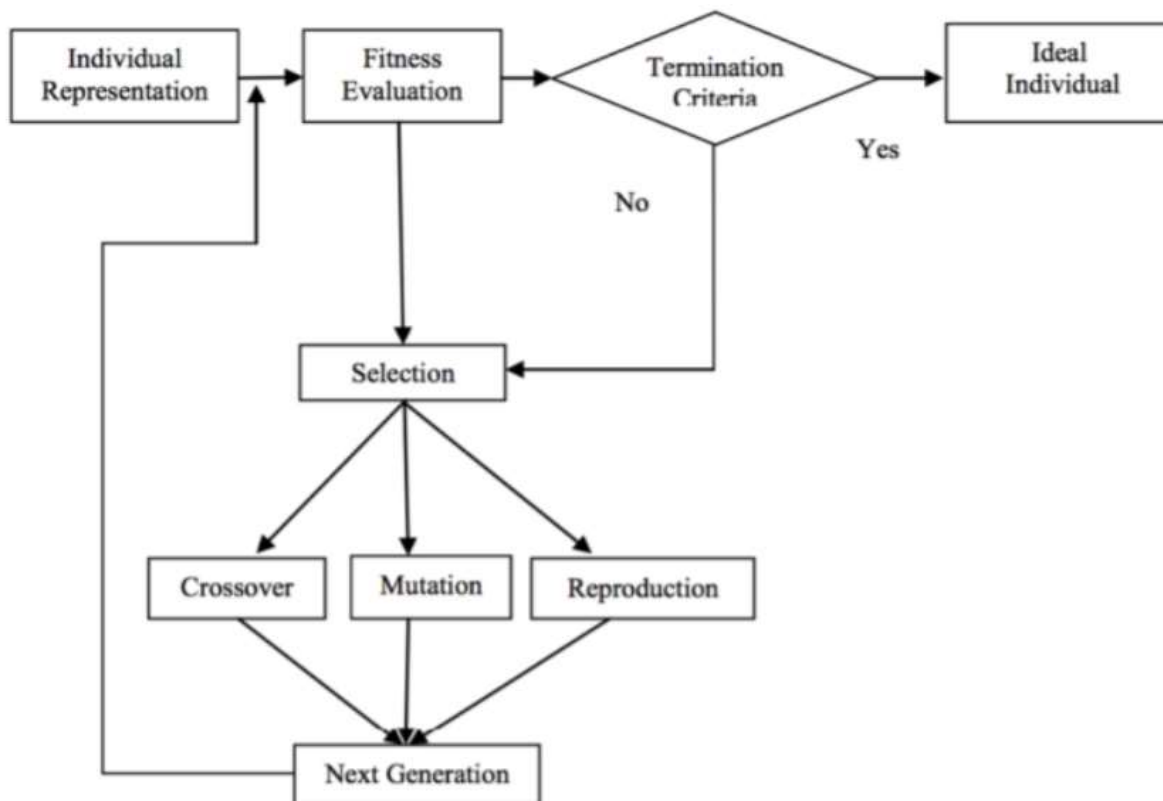 Individual
Representation
Fitness
Evaluation
Termination
Criteria
Ideal
Individual
Yes
No
Selection
Crossover
Mutation
Reproduction
Next Generation